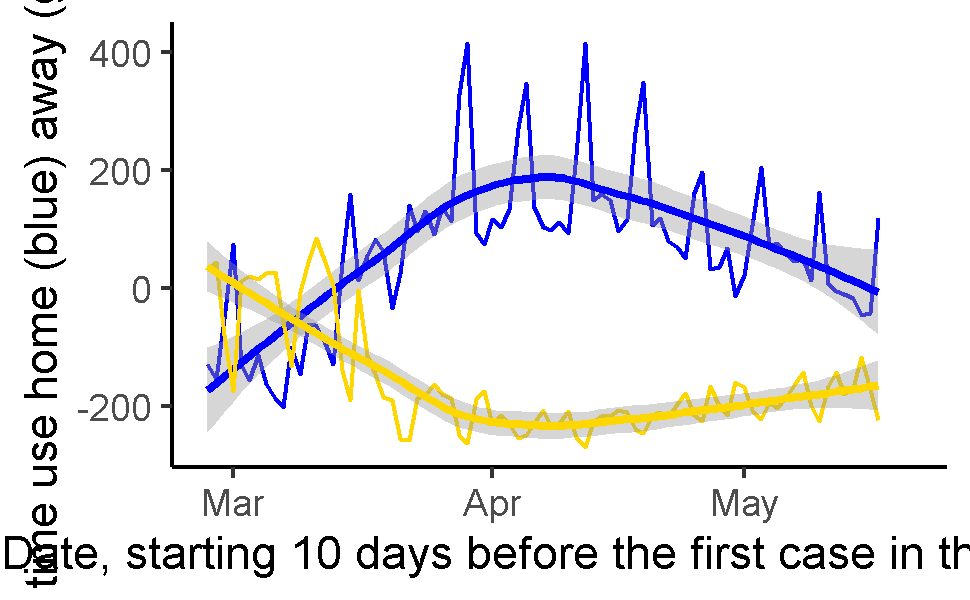 time use home (blue) away (
400
200
0
-200
Mar
Apr
May
Date, starting 10 days before the first case in th